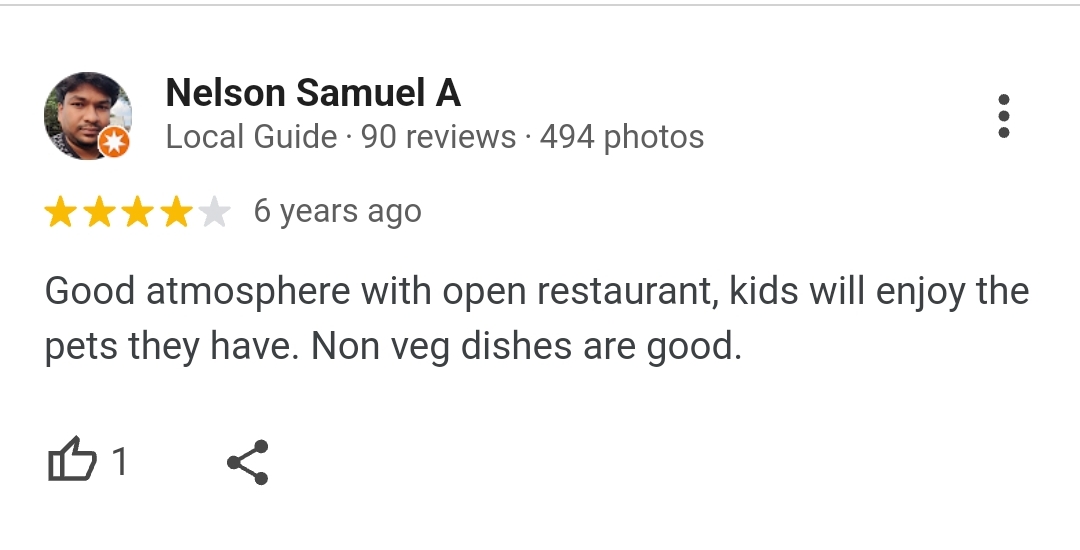 Nelson Samuel A
Local Guide · 90 reviews · 494 photos
6 years ago
Good atmosphere with open restaurant, kids will enjoy the
pets they have. Non veg dishes are good.
1